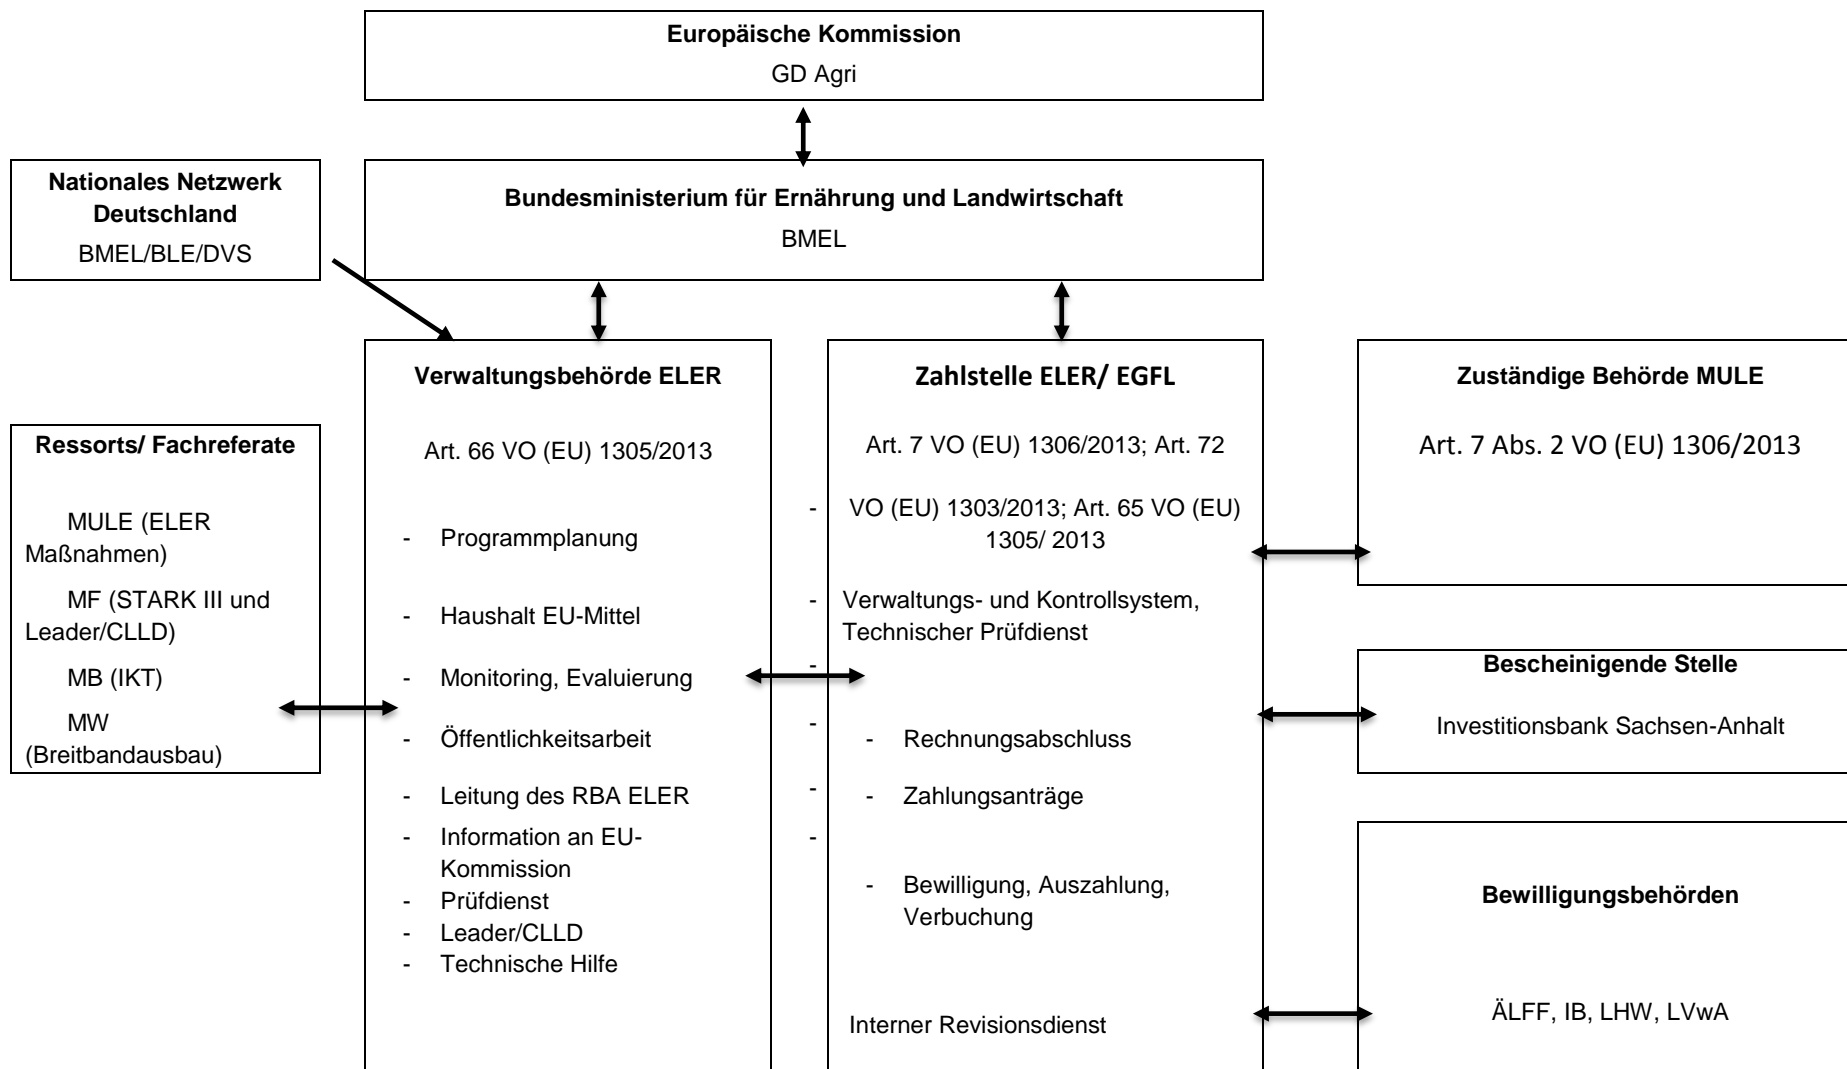 Europäische Kommission
GD Agri
Nationales Netzwerk
Deutschland
BMEL/BLE/DVS
Bundesministerium für Ernährung und Landwirtschaft
BMEL
Ressorts/ Fachreferate
MULE (ELER
Maßnahmen)
MF (STARK III und
Leader/CLLD)
MB (IKT)
MW
(Breitbandausbau)
Verwaltungsbehörde ELER
Art. 66 VO (EU) 1305/2013
- Programmplanung
- Haushalt EU-Mittel
- Monitoring, Evaluierung
- Öffentlichkeitsarbeit
- Leitung des RBA ELER
- Information an EU-
Kommission
- Prüfdienst
- Leader/CLLD
- Technische Hilfe
Zahlstelle ELER/ EGFL
Art. 7 VO (EU) 1306/2013; Art. 72
- VO (EU) 1303/2013; Art. 65 VO (EU)
1305/ 2013
- Verwaltungs- und Kontrollsystem,
Technischer Prüfdienst
-
- - Rechnungsabschluss
- - Zahlungsanträge
-
- Bewilligung, Auszahlung,
Verbuchung
Interner Revisionsdienst
Zuständige Behörde MULE
Art. 7 Abs. 2 VO (EU) 1306/2013
Bescheinigende Stelle
Investitionsbank Sachsen-Anhalt
Bewilligungsbehörden
ÄLFF, IB, LHW, LVwA